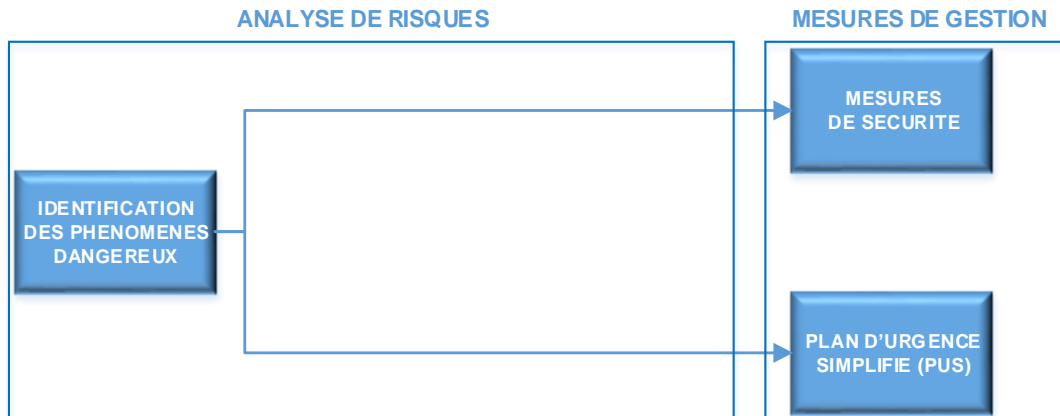 ANALYSE DE RISQUES
MESURES DE GESTION
MESURES
DE SECURITE
IDENTIFICATION
DES PHENOMENES
DANGEREUX
PLAN D’URGENCE
SIMPLIFIE (PUS)